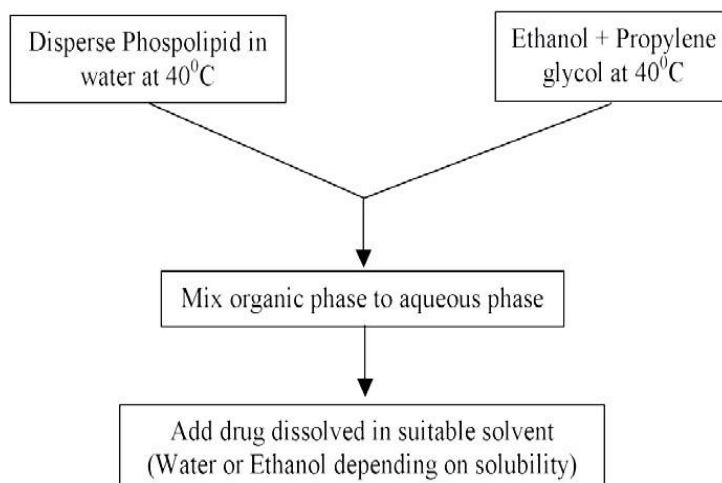 Disperse Phospolipid in
water at 40⁰C
Ethanol + Propylene
glycol at 40⁰C
Mix organic phase to aqueous phase
Add drug dissolved in suitable solvent
(Water or Ethanol depending on solubility)